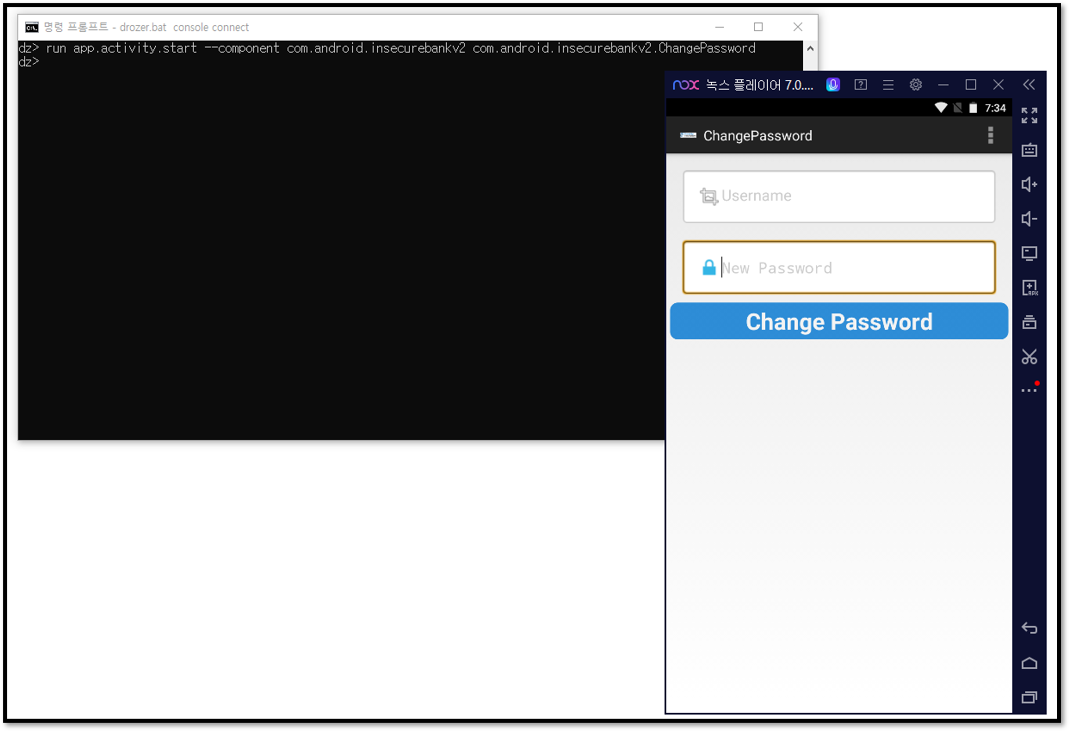 명령 프롬프트 - drozer.bat console connect
dz> run app.activity.start --component com.android.insecurebankv2 com.android.insecurebankv2.ChangePassword
dz>
nox 녹스 플레이어 7.0....
7:34
ChangePassword
Username
New Password
Change Password